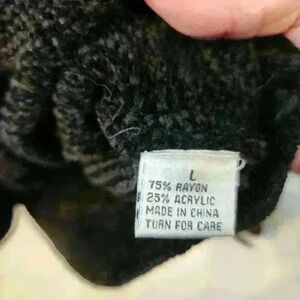 L
75% RAYON
25% ACRYLIC
MADE IN CHINA
TURN FOR CARE